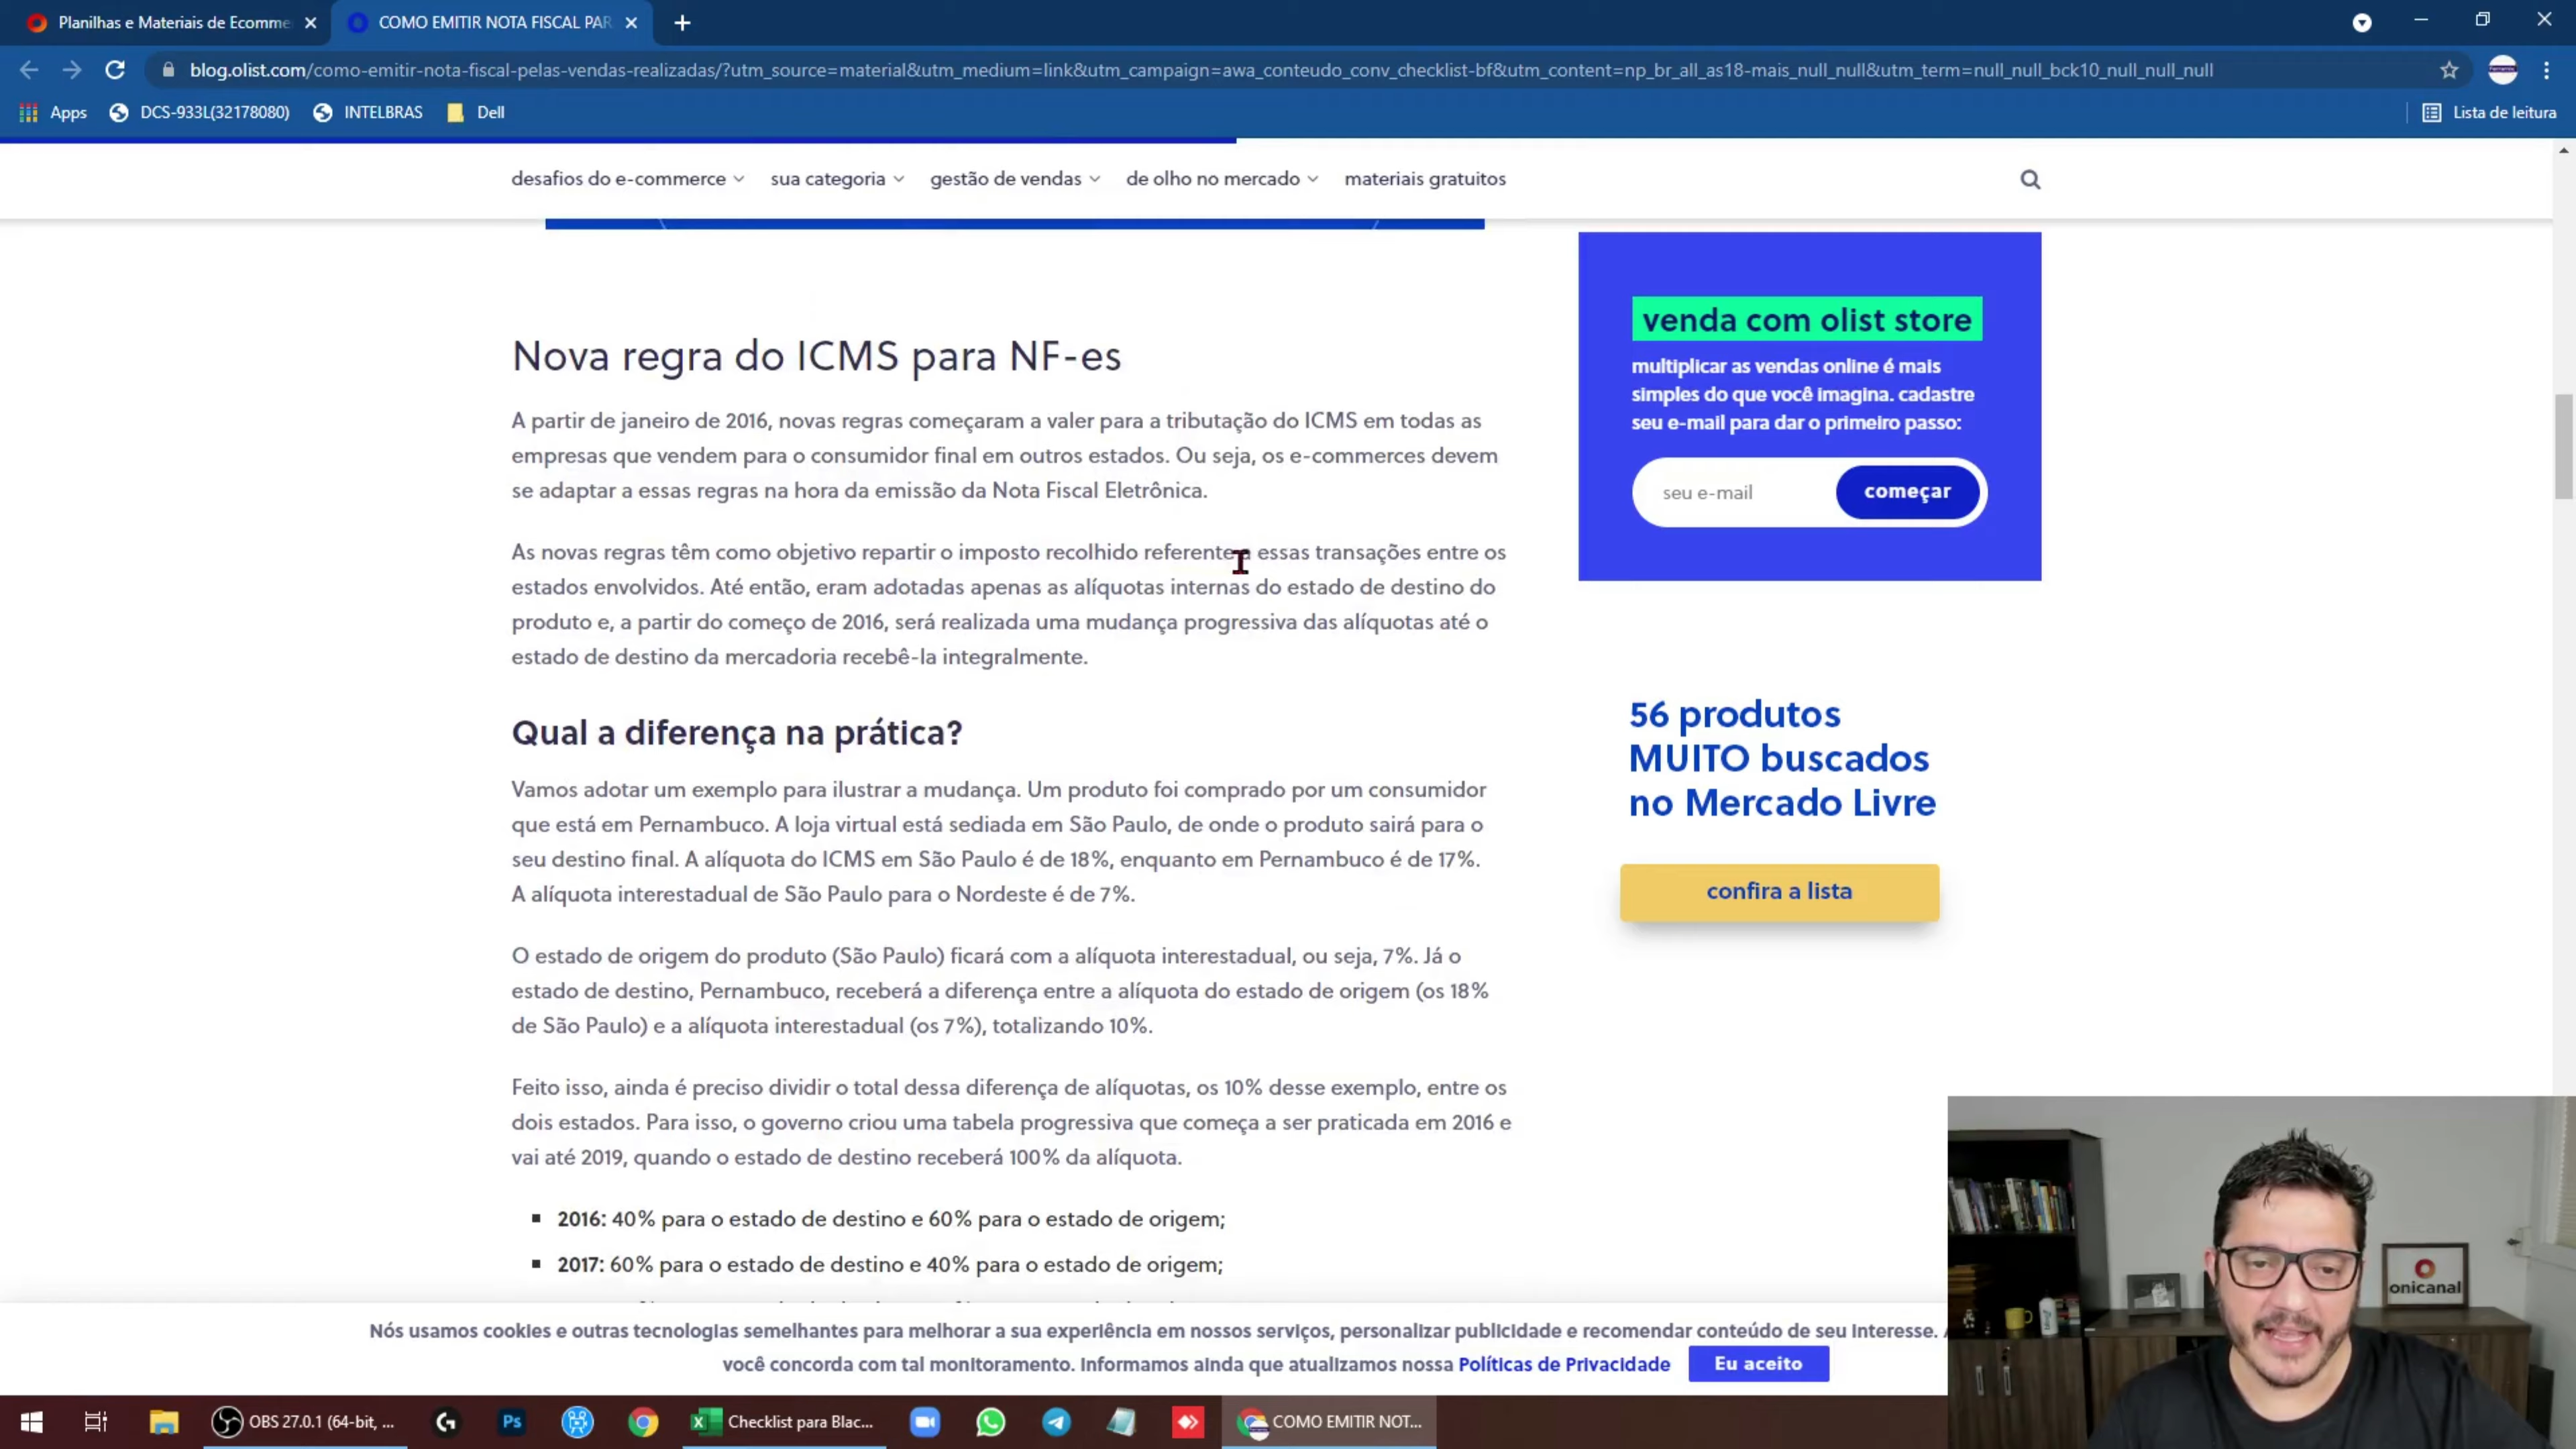 Planilhas e Materiais de Ecomme
COMO EMITIR NOTA FISCAL PAR
blog.olist.com/como-emitir-nota-fiscal-pelas-vendas-realizadas/?utm_source=material&utm_medium=link&utm_campaign=awa_conteudo_conv_checklist-bf&utm_content=np_br_all_as18-mais_null_null&utm_term=null_null_bck10_null_null_null
Apps DCS-933L(32178080) INTELBRAS Dell Lista de leitura
desafios do e-commerce sua categoria gestão de vendas de olho no mercado materiais gratuitos
Nova regra do ICMS para NF-es
A partir de janeiro de 2016, novas regras começaram a valer para a tributação do ICMS em todas as
empresas que vendem para o consumidor final em outros estados. Ou seja, os e-commerces devem
se adaptar a essas regras na hora da emissão da Nota Fiscal Eletrônica.
As novas regras têm como objetivo repartir o imposto recolhido referente a essas transações entre os
estados envolvidos. Até então, eram adotadas apenas as alíquotas internas do estado de destino do
produto e, a partir do começo de 2016, será realizada uma mudança progressiva das alíquotas até o
estado de destino da mercadoria recebê-la integralmente.
Qual a diferença na prática?
Vamos adotar um exemplo para ilustrar a mudança. Um produto foi comprado por um consumidor
que está em Pernambuco. A loja virtual está sediada em São Paulo, de onde o produto sairá para o
seu destino final. A alíquota do ICMS em São Paulo é de 18%, enquanto em Pernambuco é de 17%.
A alíquota interestadual de São Paulo para o Nordeste é de 7%.
O estado de origem do produto (São Paulo) ficará com a alíquota interestadual, ou seja, 7%. Já o
estado de destino, Pernambuco, receberá a diferença entre a alíquota do estado de origem (os 18%
de São Paulo) e a alíquota interestadual (os 7%), totalizando 10%.
Feito isso, ainda é preciso dividir o total dessa diferença de alíquotas, os 10% desse exemplo, entre os
dois estados. Para isso, o governo criou uma tabela progressiva que começa a ser praticada em 2016 e
vai até 2019, quando o estado de destino receberá 100% da alíquota.
2016: 40% para o estado de destino e 60% para o estado de origem;
2017: 60% para o estado de destino e 40% para o estado de origem;
venda com olist store
multiplicar as vendas online é mais
simples do que você imagina. cadastre
seu e-mail para dar o primeiro passo:
seu e-mail
começar
56 produtos
MUITO buscados
no Mercado Livre
confira a lista
Nós usamos cookies e outras tecnologias semelhantes para melhorar a sua experiência em nossos serviços, personalizar publicidade e recomendar conteúdo de seu interesse.
você concorda com tal monitoramento. Informamos ainda que atualizamos nossa Políticas de Privacidade
Eu aceito
onicanal
OBS 27.0.1 (64-bit, ...
Ps
Checklist para Blac...
COMO EMITIR NOT...